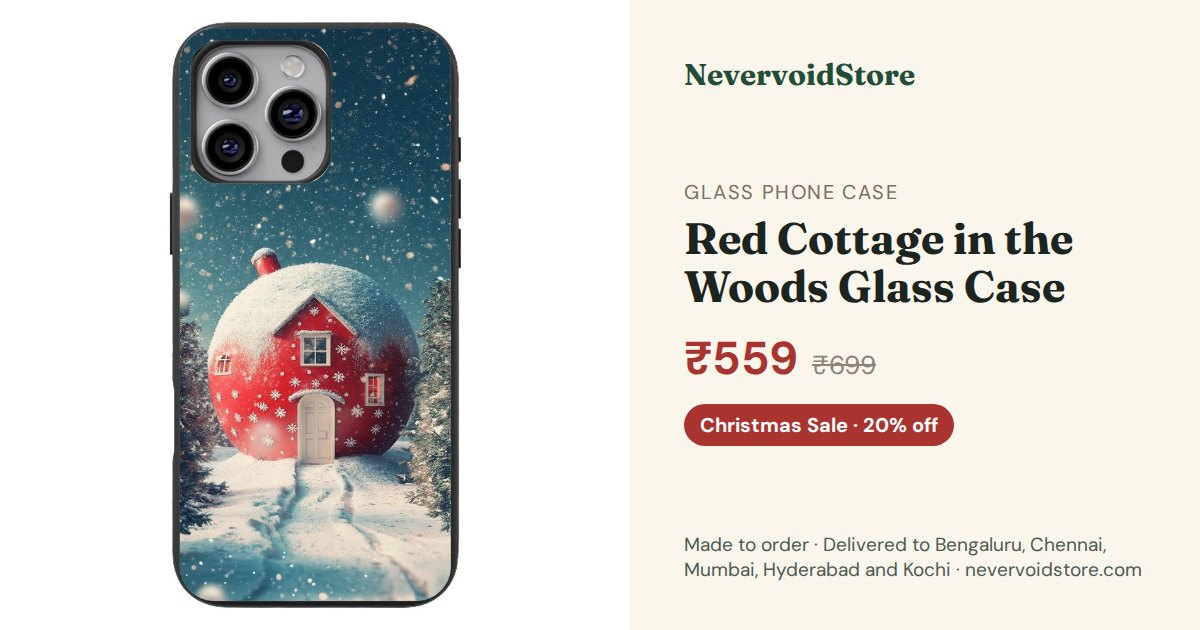 NevervoidStore
GLASS PHONE CASE
Red Cottage in the
Woods Glass Case
₹559 ₹699
Christmas Sale · 20% off
Made to order · Delivered to Bengaluru, Chennai,
Mumbai, Hyderabad and Kochi · nevervoidstore.com